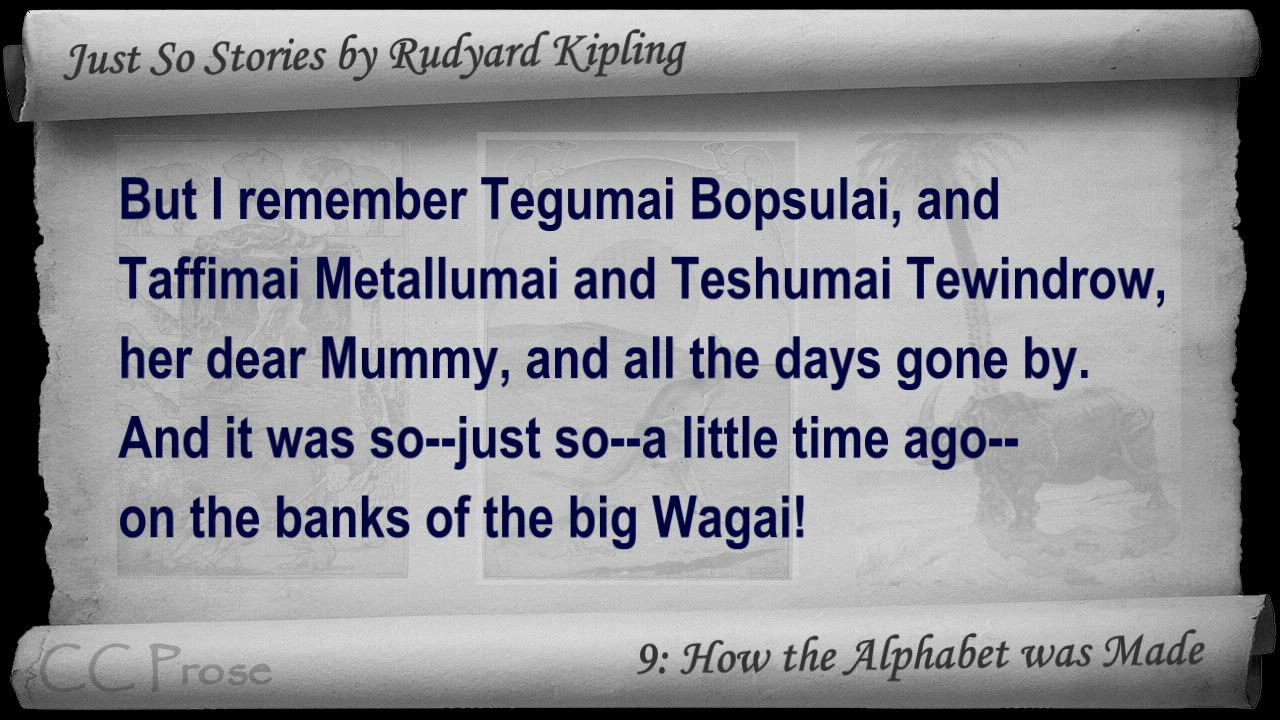 Just So Stories by Rudyard Kipling
But I remember Tegumai Bopsulai, and
Taffimai Metallumai and Teshumai Tewindrow,
her dear Mummy, and all the days gone by.
And it was so--just so--a little time ago--
on the banks of the big Wagai!
CC Prose
9: How the Alphabet was Made